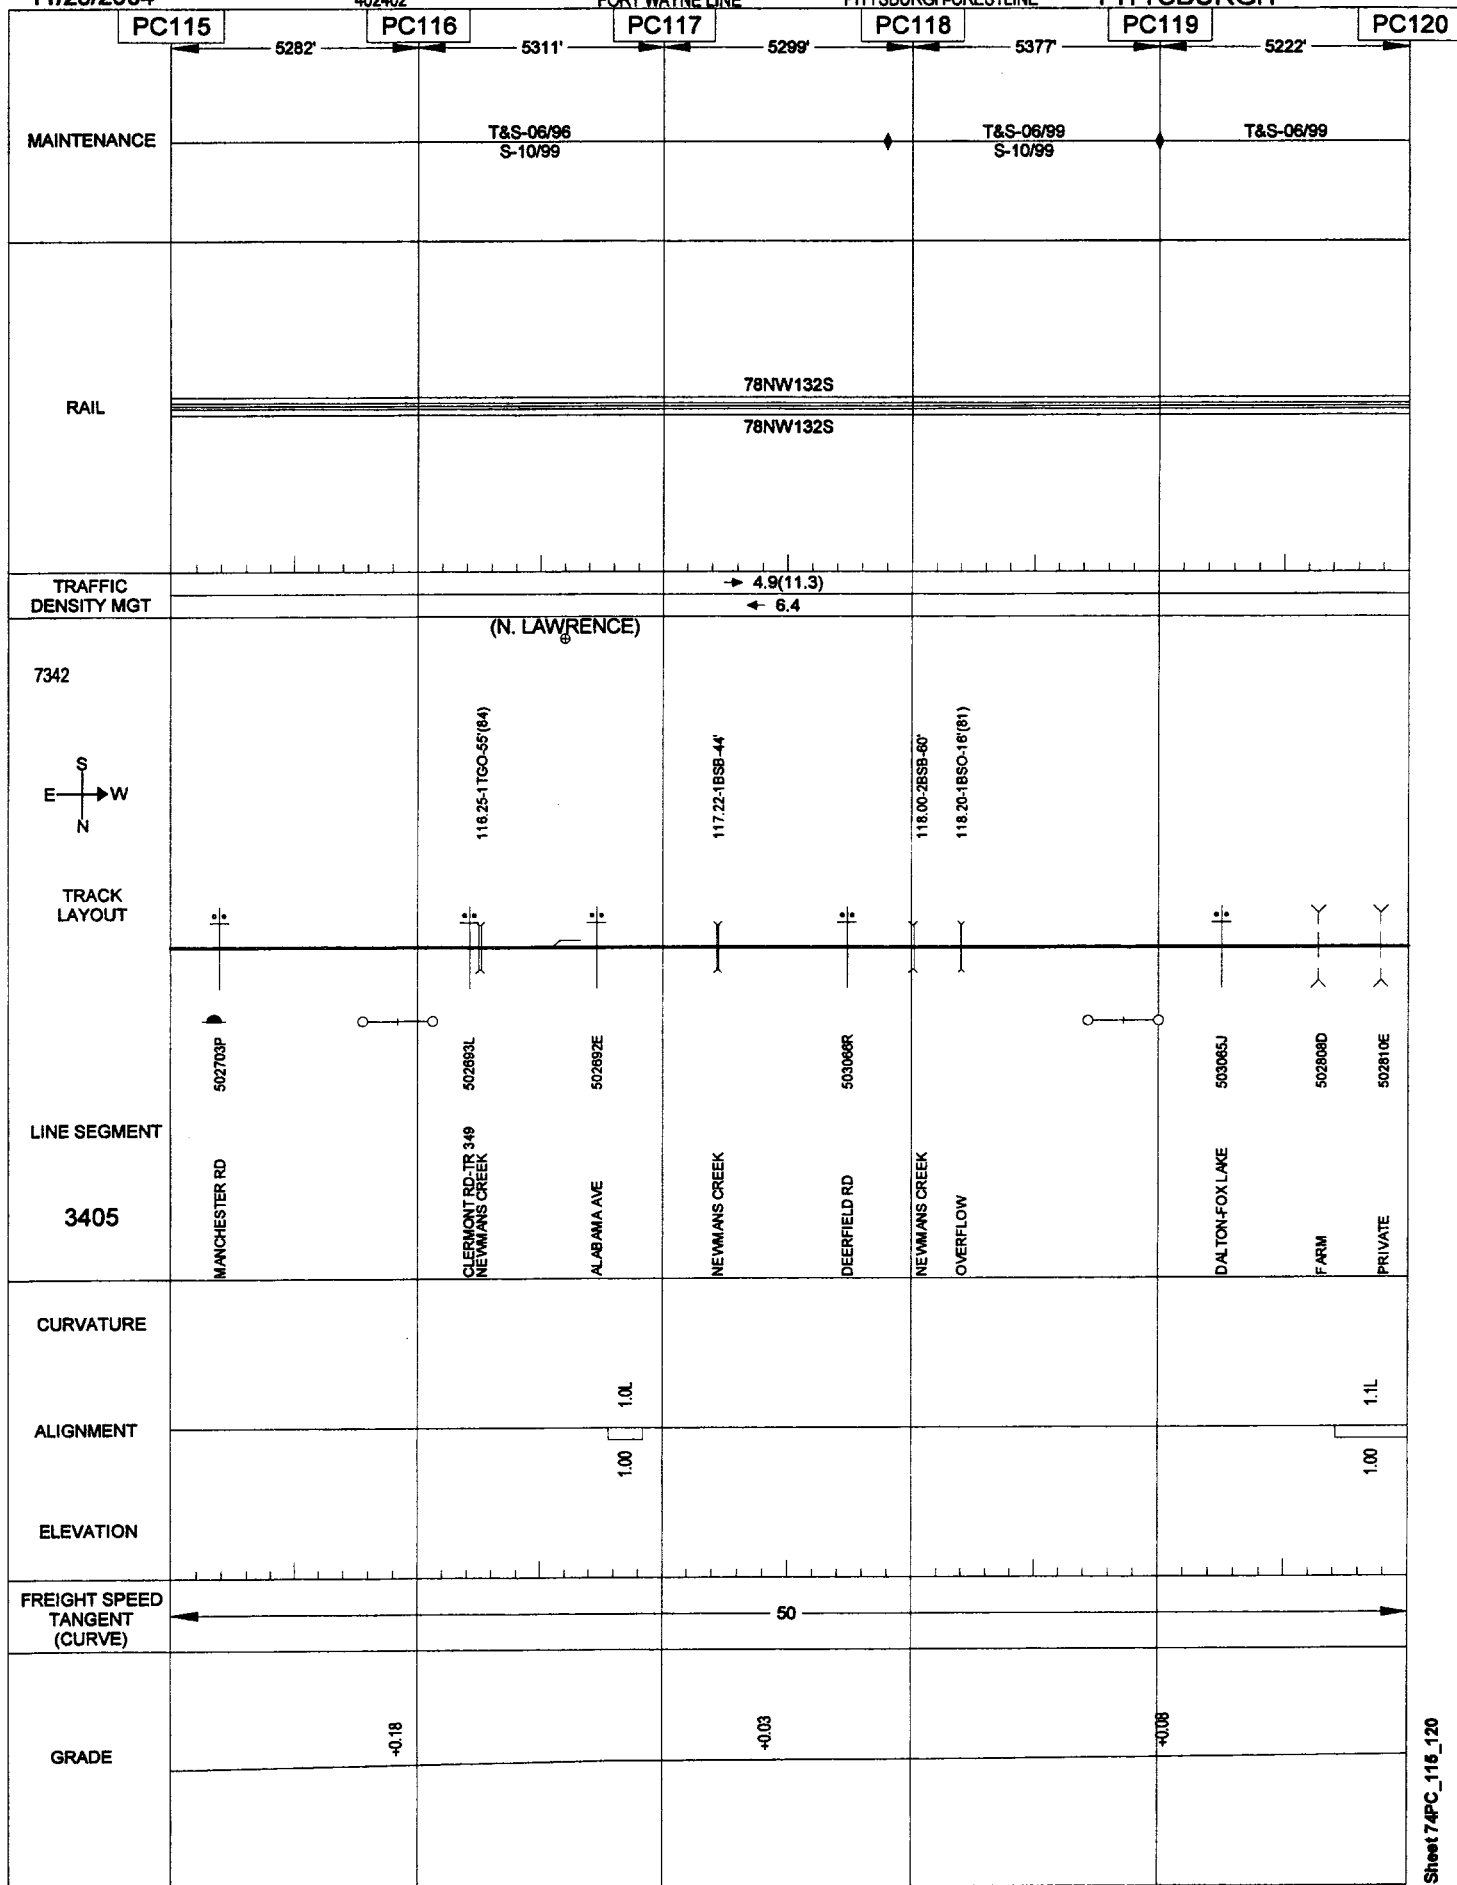 402402
FORT WAYNE LINE
PITTSBURGH
PC115
PC116
PC117
PC118
PC119
PC120
5282'
5311'
5299'
5377'
5222'
MAINTENANCE
T&S-06/96
S-10/99
T&S-06/99
S-10/99
T&S-06/99
RAIL
78NW132S
78NW132S
TRAFFIC
DENSITY MGT
4.9(11.3)
6.4
(N. LAWRENCE)
7342
S
E
W
N
116.25-1TGO-55'(84)
117.22-1BSB-44'
118.00-2BSB-60'
118.20-1BSO-16'(81)
TRACK
LAYOUT
502703P
502693L
502692E
503066R
503065J
502808D
502810E
LINE SEGMENT
3405
MANCHESTER RD
CLERMONT RD-TR 349
NEWMANS CREEK
ALABAMA AVE
NEWMANS CREEK
DEERFIELD RD
NEWMANS CREEK
OVERFLOW
DALTON-FOX LAKE
FARM
PRIVATE
CURVATURE
1.0L
1.1L
ALIGNMENT
1.00
1.00
ELEVATION
FREIGHT SPEED
TANGENT
(CURVE)
50
GRADE
+0.18
+0.03
+0.08
Sheet 74PC_115_120